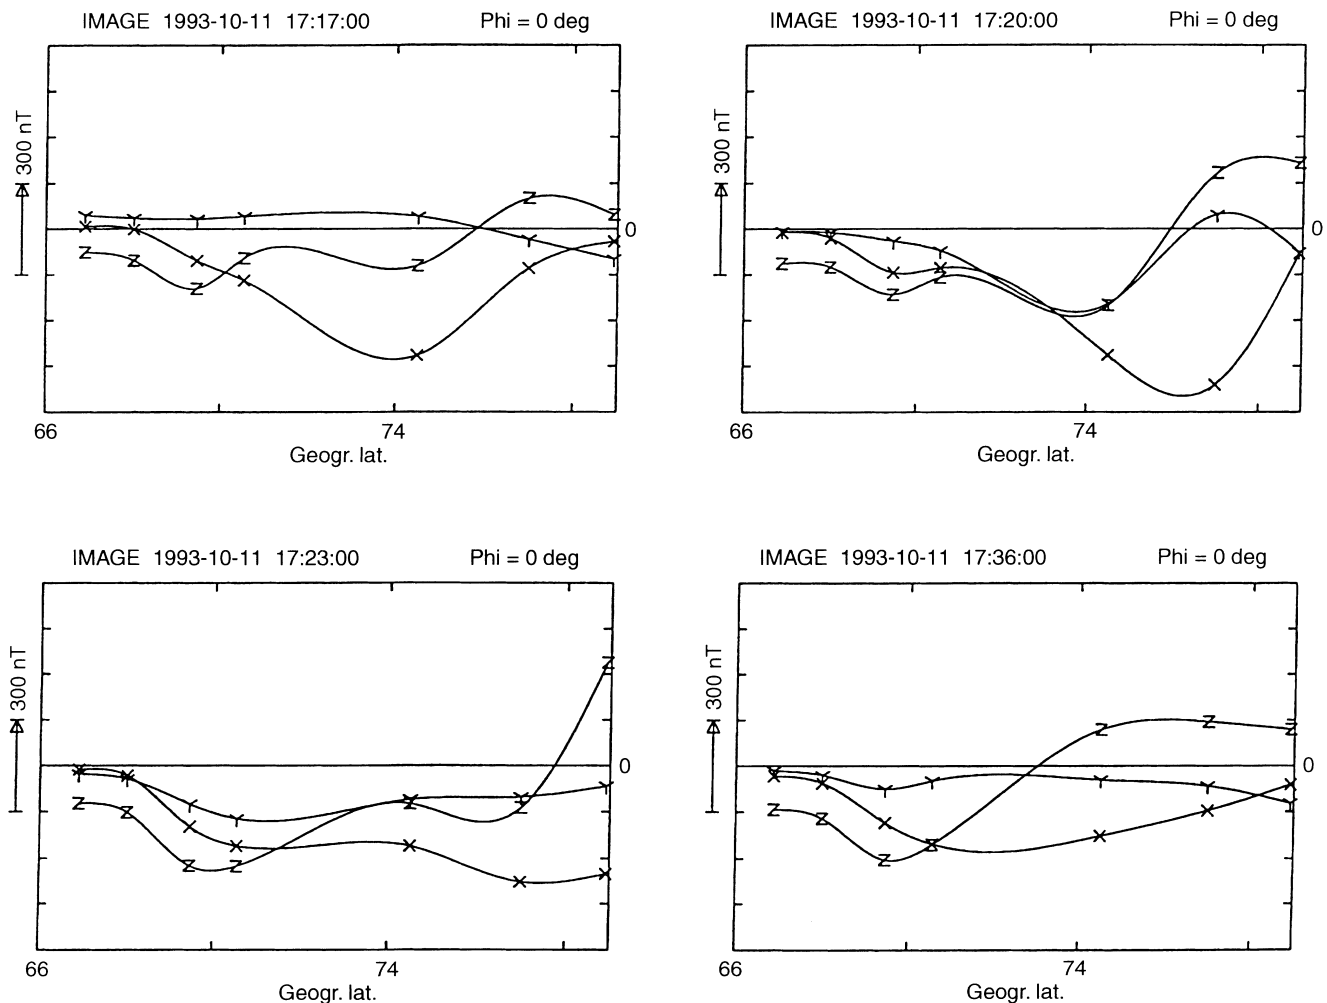 IMAGE 1993-10-11 17:17:00 Phi = 0 deg
300 nT
0
66 74
Geogr. lat.
IMAGE 1993-10-11 17:20:00 Phi = 0 deg
300 nT
0
66 74
Geogr. lat.
IMAGE 1993-10-11 17:23:00 Phi = 0 deg
300 nT
0
66 74
Geogr. lat.
IMAGE 1993-10-11 17:36:00 Phi = 0 deg
300 nT
0
66 74
Geogr. lat.